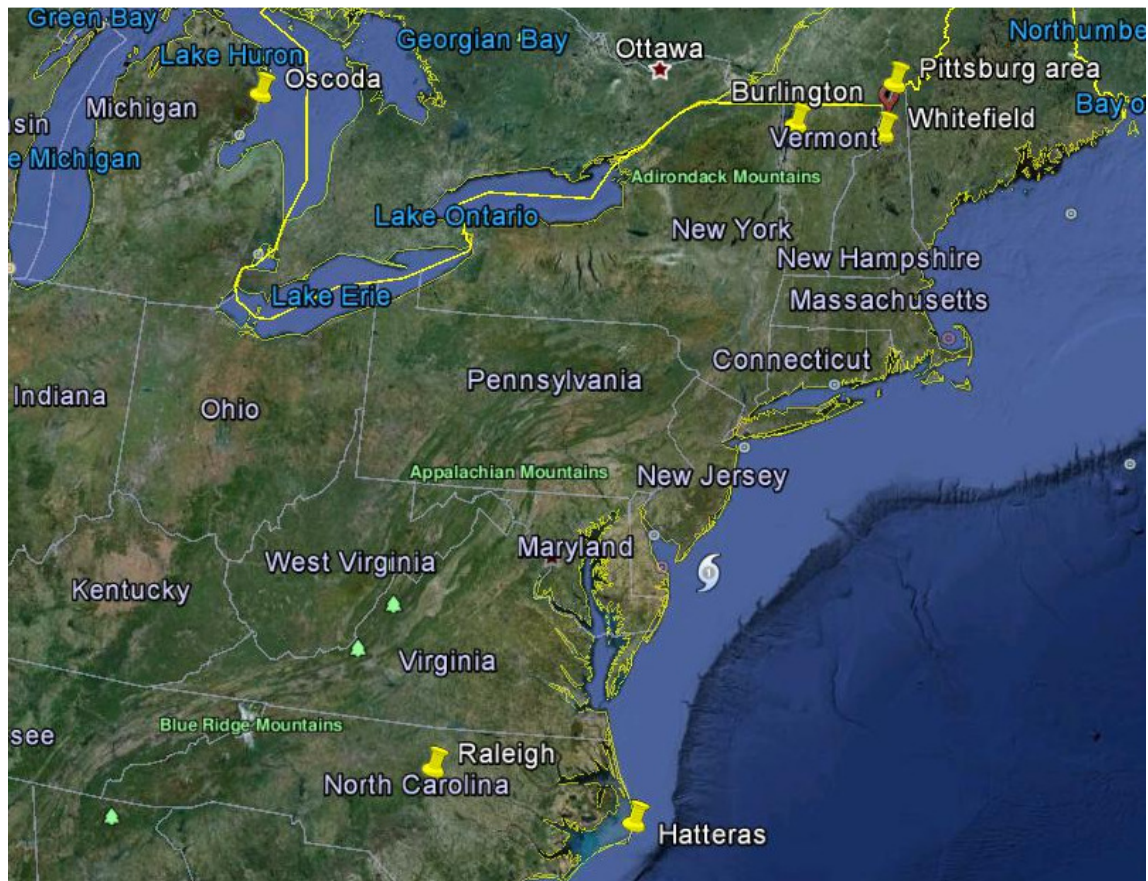 Green Bay
Northumbe
Lake Huron
Georgian Bay
Ottawa
Oscoda
Pittsburg area
Michigan
Burlington
Bay o
sin
Whitefield
Vermont
e Michigan
Adirondack Mountains
Lake Ontario
New York
New Hampshire
Lake Erie
Massachusetts
Connecticut
Pennsylvania
Indiana
Ohio
Appalachian Mountains
New Jersey
Maryland
West Virginia
1
Kentucky
Virginia
Blue Ridge Mountains
see
Raleigh
North Carolina
Hatteras